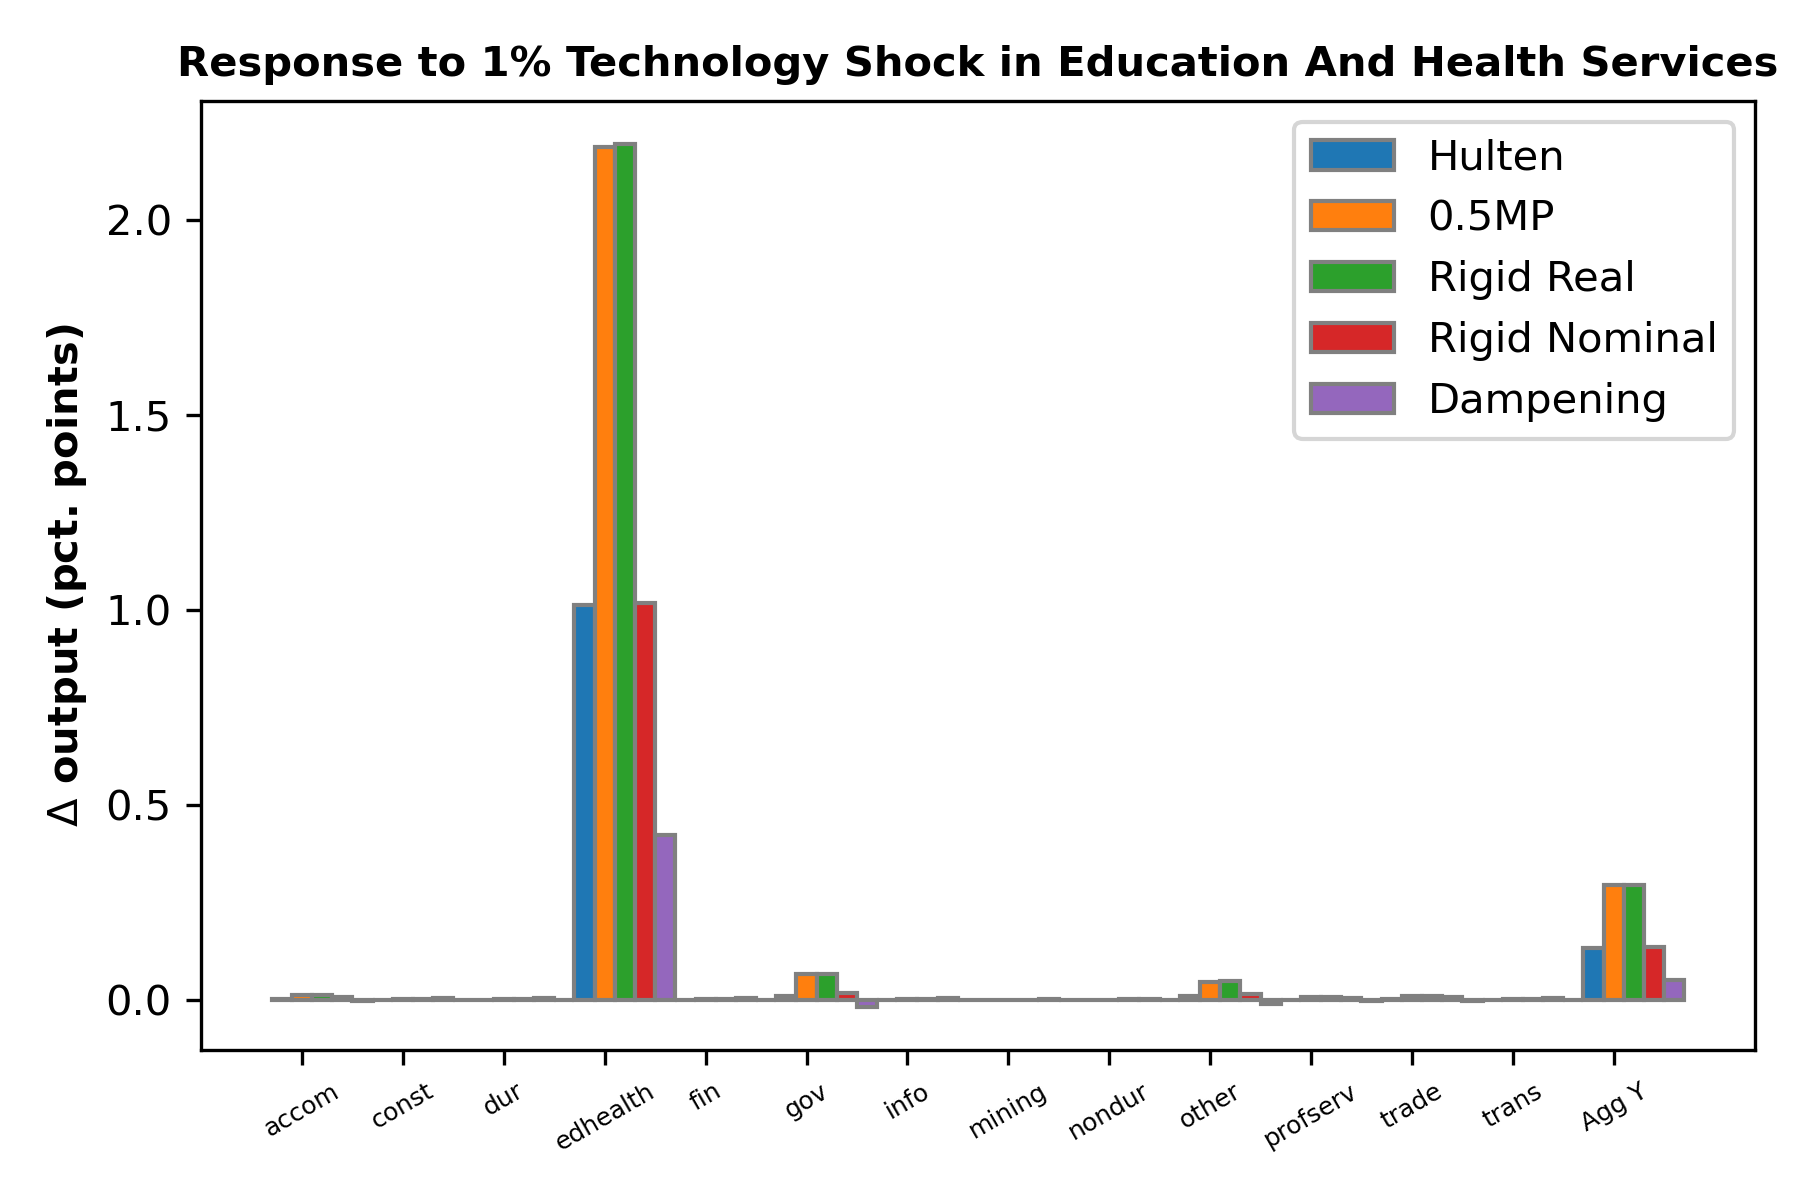 Response to 1% Technology Shock in Education And Health Services
Δ output (pct. points)
2.0
1.5
1.0
0.5
0.0
Hulten
0.5MP
Rigid Real
Rigid Nominal
Dampening
accom
const
dur
edhealth
fin
gov
info
mining
nondur
other
profserv
trade
trans
Agg Y